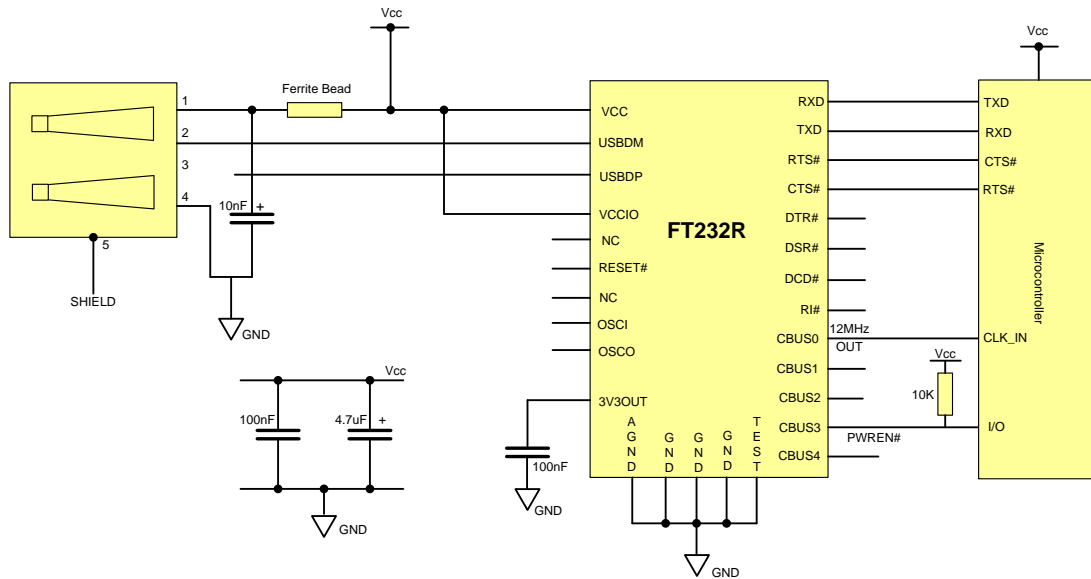 Vcc
Ferrite Bead
1
2
3
4
5
SHIELD
10nF +
GND
Vcc
100nF
4.7uF +
GND
100nF
GND
FT232R
VCC
USBDM
USBDP
VCCIO
NC
RESET#
NC
OSCI
OSCO
3V3OUT
AGND
GND
GND
GND
TEST
GND
RXD
TXD
RTS#
CTS#
DTR#
DSR#
DCD#
RI#
CBUS0
CBUS1
CBUS2
CBUS3
CBUS4
12MHz
OUT
Vcc
10K
PWREN#
Vcc
TXD
RXD
CTS#
RTS#
Microcontroller
CLK_IN
I/O